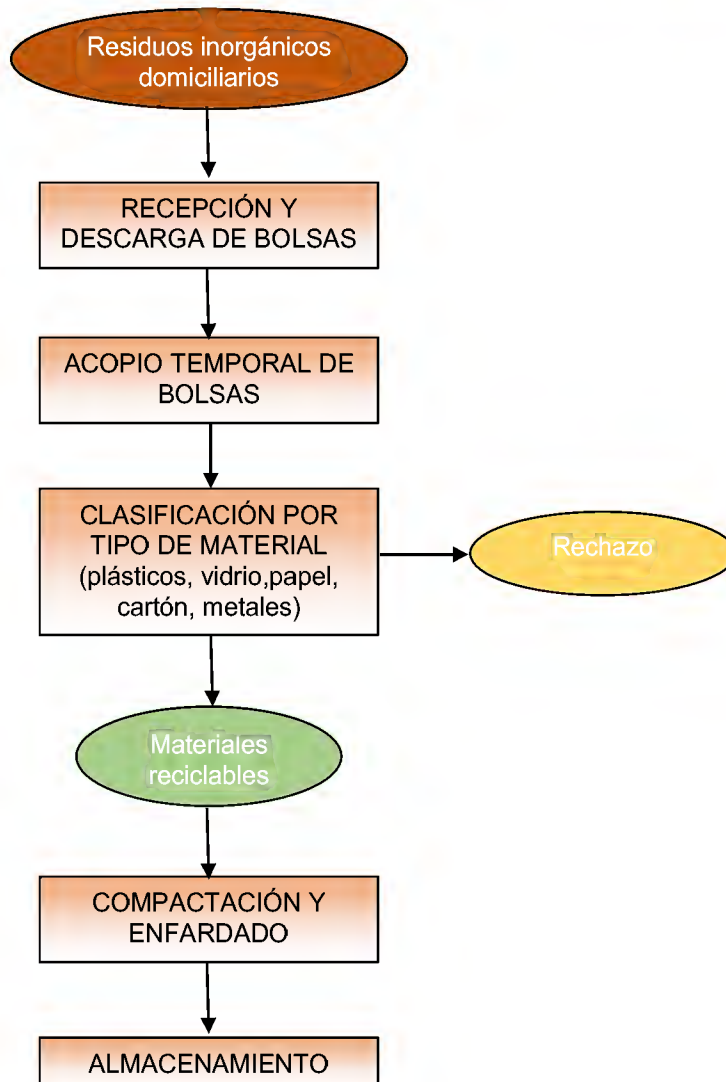 Residuos inorgánicos
domiciliarios
RECEPCIÓN Y
DESCARGA DE BOLSAS
ACOPIO TEMPORAL DE
BOLSAS
CLASIFICACIÓN POR
TIPO DE MATERIAL
(plásticos, vidrio,papel,
cartón, metales)
Rechazo
Materiales
reciclables
COMPACTACIÓN Y
ENFARDADO
ALMACENAMIENTO